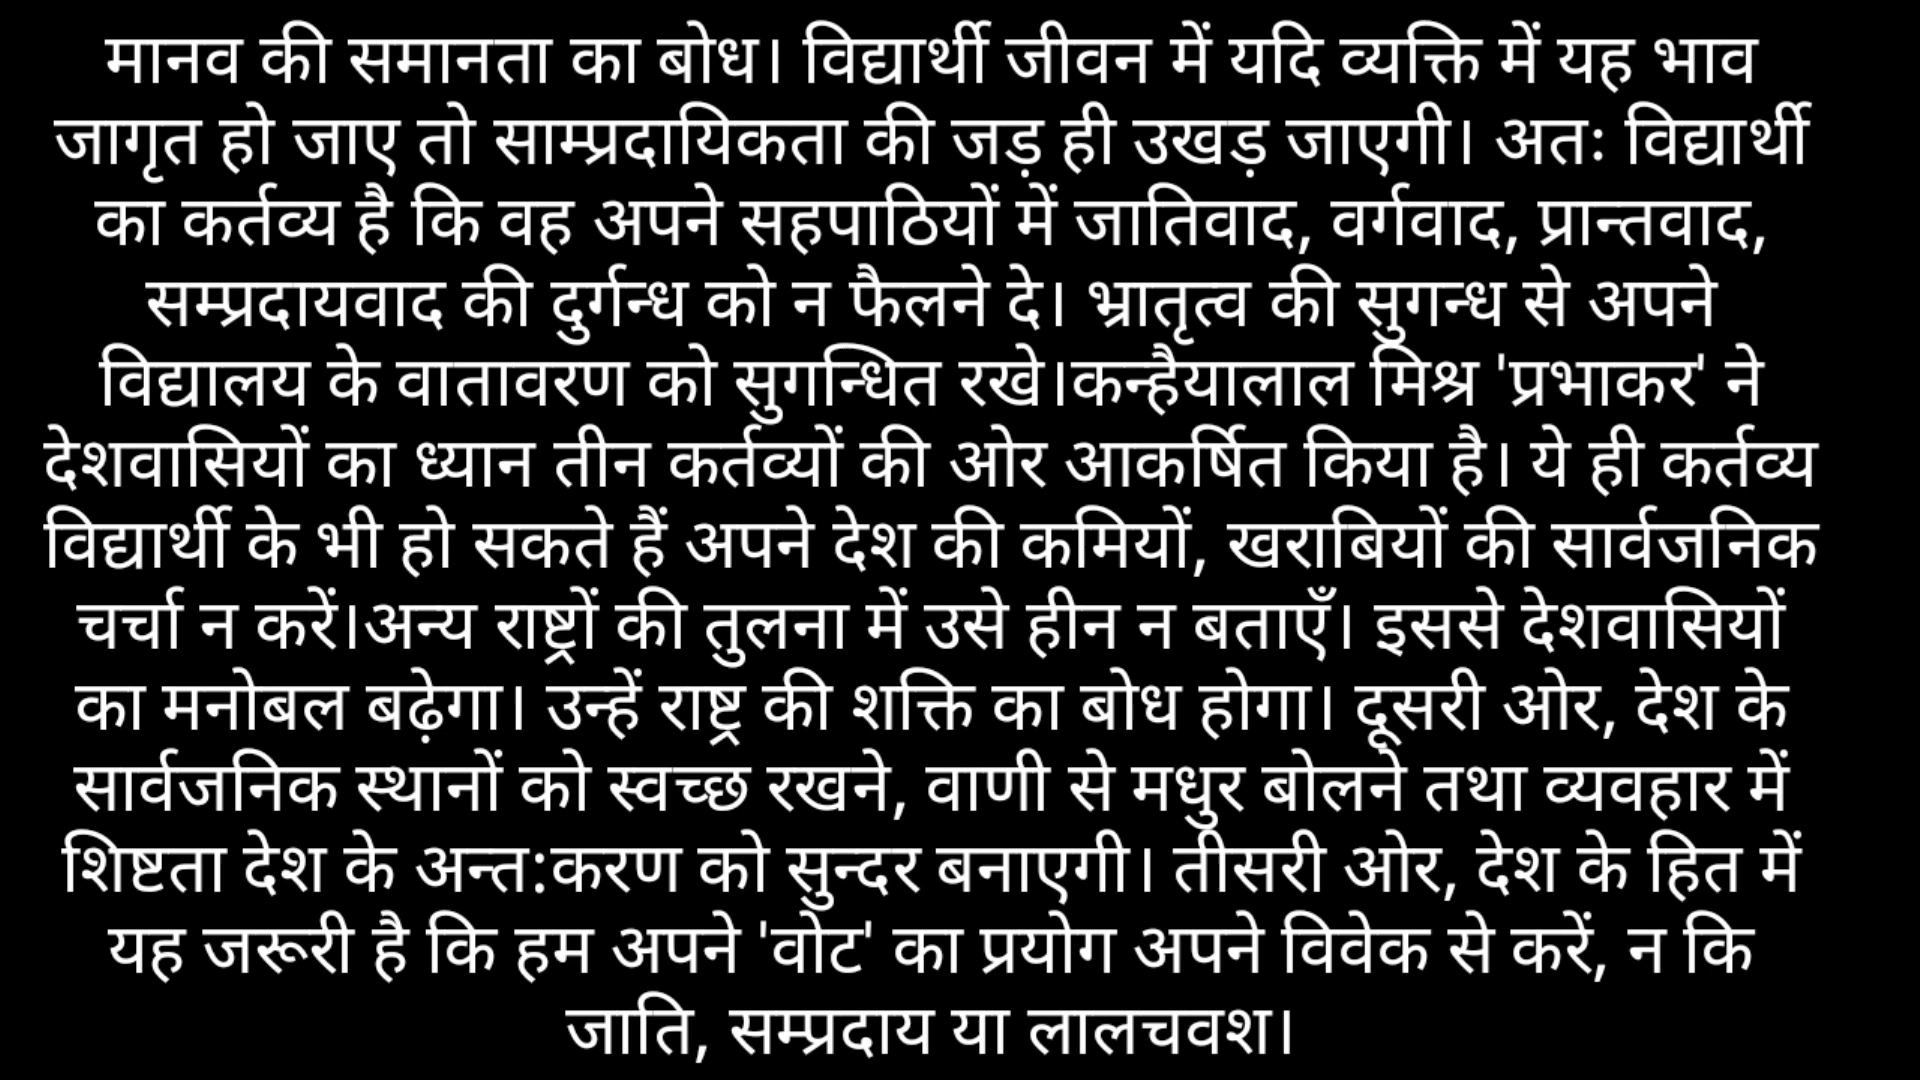 मानव की समानता का बोध। विद्यार्थी जीवन में यदि व्यक्ति में यह भाव
जागृत हो जाए तो साम्प्रदायिकता की जड़ ही उखड़ जाएगी। अतः विद्यार्थी
का कर्तव्य है कि वह अपने सहपाठियों में जातिवाद, वर्गवाद, प्रान्तवाद,
सम्प्रदायवाद की दुर्गन्ध को न फैलने दे। भ्रातृत्व की सुगन्ध से अपने
विद्यालय के वातावरण को सुगन्धित रखे।कन्हैयालाल मिश्र 'प्रभाकर' ने
देशवासियों का ध्यान तीन कर्तव्यों की ओर आकर्षित किया है। ये ही कर्तव्य
विद्यार्थी के भी हो सकते हैं अपने देश की कमियों, खराबियों की सार्वजनिक
चर्चा न करें।अन्य राष्ट्रों की तुलना में उसे हीन न बताएँ। इससे देशवासियों
का मनोबल बढ़ेगा। उन्हें राष्ट्र की शक्ति का बोध होगा। दूसरी ओर, देश के
सार्वजनिक स्थानों को स्वच्छ रखने, वाणी से मधुर बोलने तथा व्यवहार में
शिष्टता देश के अन्त:करण को सुन्दर बनाएगी। तीसरी ओर, देश के हित में
यह जरूरी है कि हम अपने 'वोट' का प्रयोग अपने विवेक से करें, न कि
जाति, सम्प्रदाय या लालचवश।